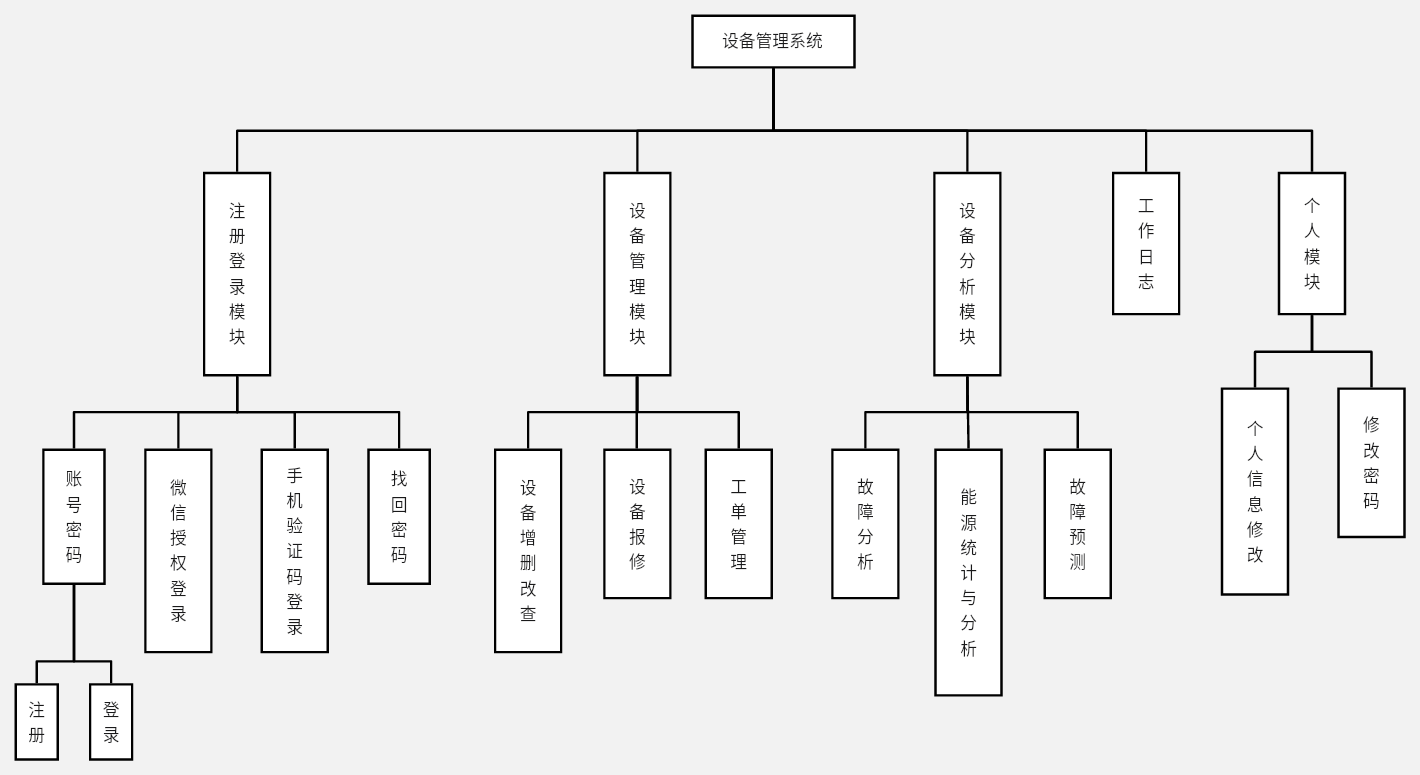 设备管理系统
注册登录模块
设备管理模块
设备分析模块
工作日志
个人模块
账号密码
微信授权登录
手机验证码登录
找回密码
设备增删改查
设备报修
工单管理
故障分析
能源统计与分析
故障预测
个人信息修改
修改密码
注册
登录